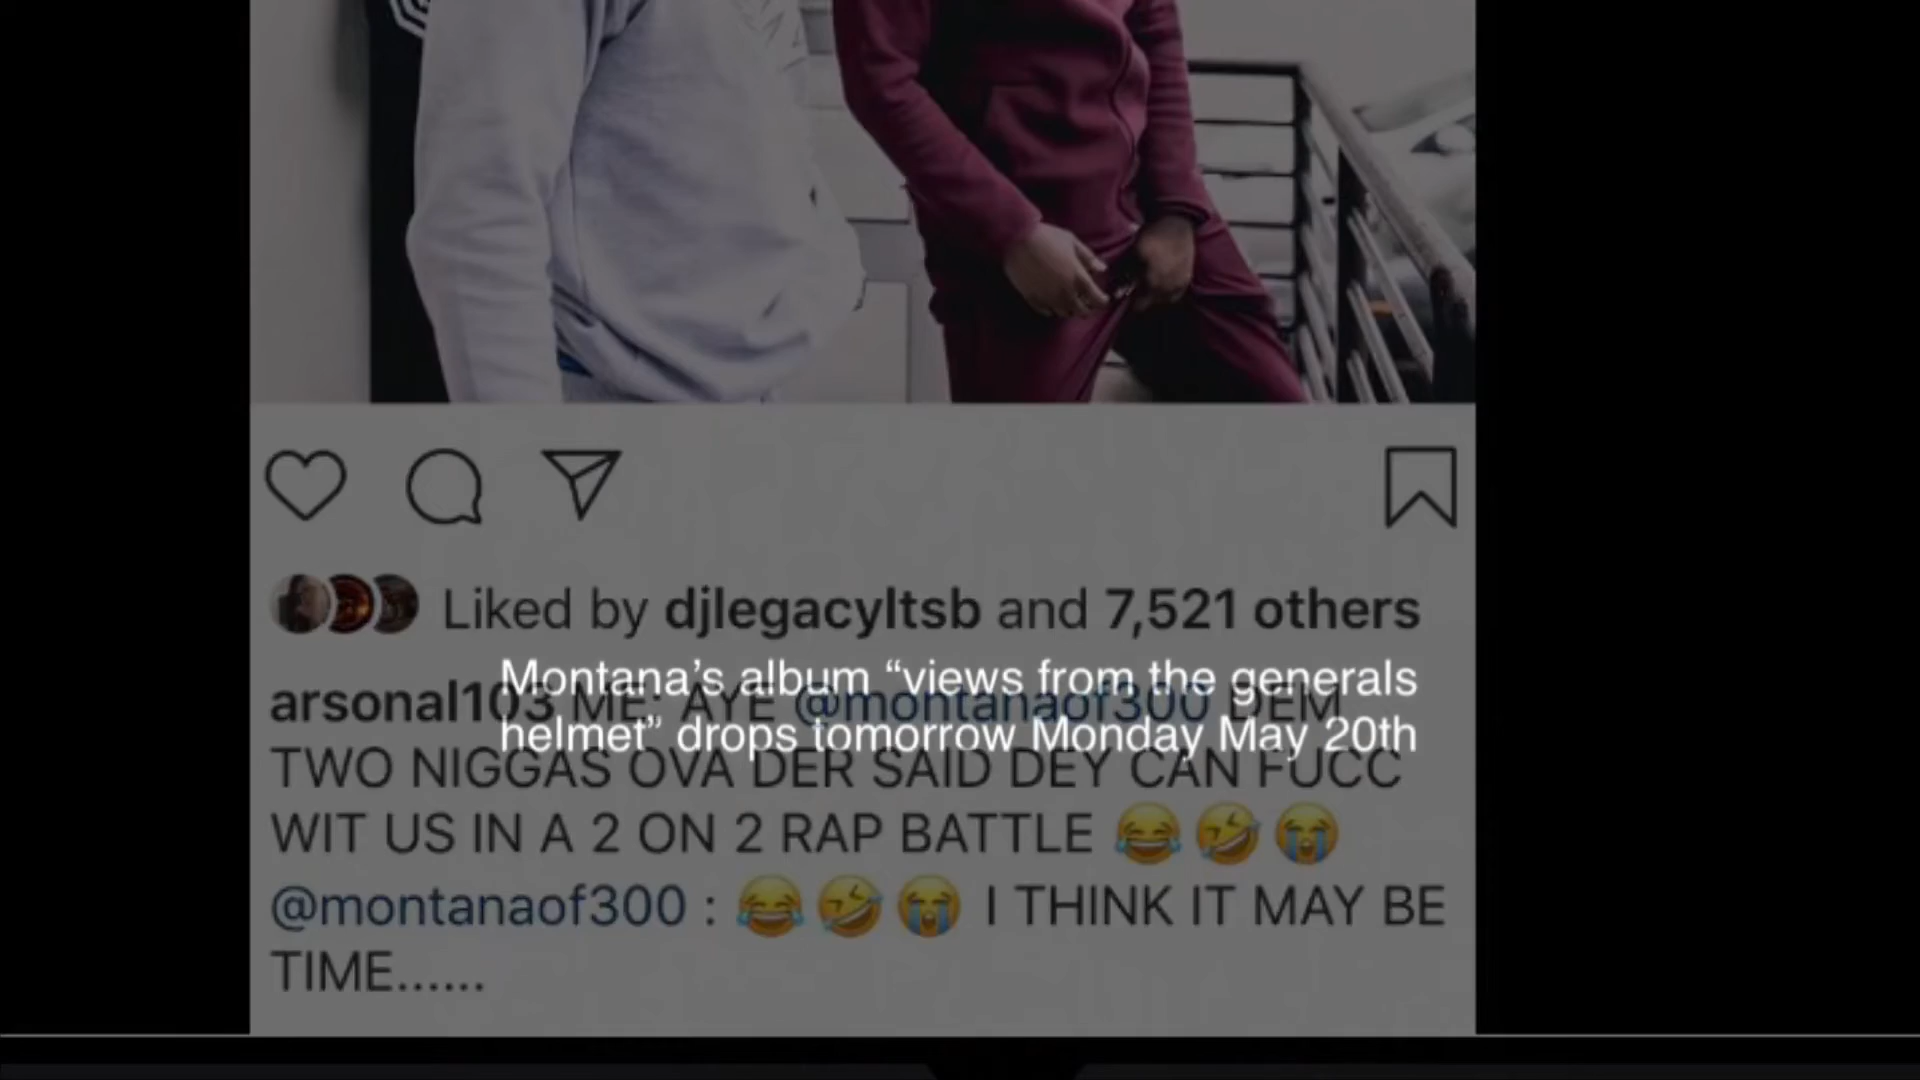 Liked by djlegacyltsb and 7,521 others
Montana’s album “views from the generals
helmet” drops tomorrow Monday May 20th
arsonal103 ME: AYE @montanaof300 DEM
TWO NIGGAS OVA DER SAID DEY CAN FUCC
WIT US IN A 2 ON 2 RAP BATTLE 😂🤣😭
@montanaof300 : 😂🤣😭 I THINK IT MAY BE
TIME......